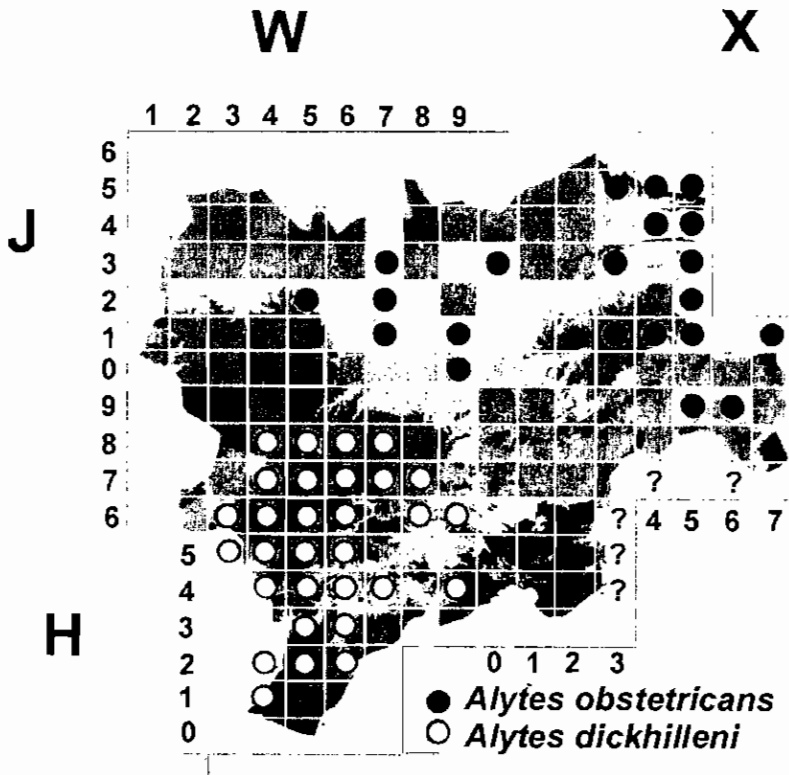 W X
1 2 3 4 5 6 7 8 9
6
5
J
4
3
2
1
0
9
8
7 ? ?
6 ? 4 5 6 7
5 ?
4 ?
H
3
2 0 1 2 3
1 Alytes obstetricans
0 Alytes dickhilleni